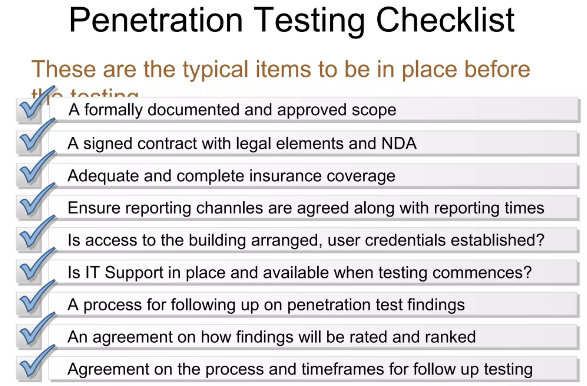 Penetration Testing Checklist
These are the typical items to be in place before
the testing
A formally documented and approved scope
A signed contract with legal elements and NDA
Adequate and complete insurance coverage
Ensure reporting channles are agreed along with reporting times
Is access to the building arranged, user credentials established?
Is IT Support in place and available when testing commences?
A process for following up on penetration test findings
An agreement on how findings will be rated and ranked
Agreement on the process and timeframes for follow up testing